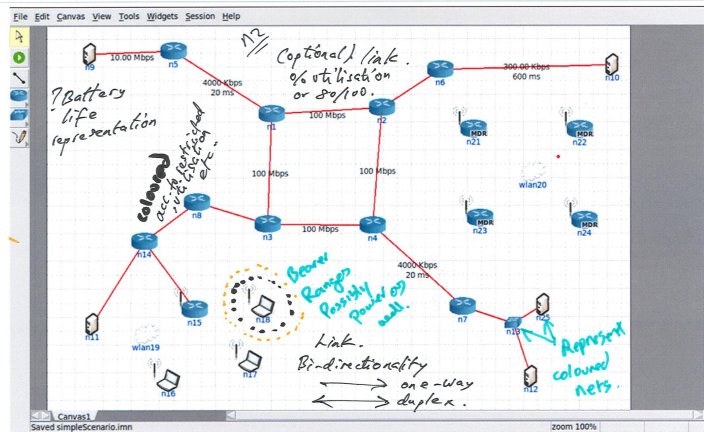 File Edit Canvas View Tools Widgets Session Help
n9
10.00 Mbps
n5
4000 Kbps
20 ms
n1
100 Mbps
n2
n6
300.00 Kbps
600 ms
n10
n2
(optional) link.
% utilisation
or 80/100.
? Battery
life
representation
coloured
acc. to restricted
utilisation
etc.
MDR
n21
MDR
n22
wlan20
MDR
n23
MDR
n24
100 Mbps
100 Mbps
n8
n3
100 Mbps
n4
n14
4000 Kbps
20 ms
n7
n15
n11
wlan19
n16
n17
n18
n13
n25
n12
Bearer
Ranges
Possibly
power as
well.
Link.
Bi-directionality
one-way
duplex.
Represent
coloured
nets.
Canvas1
Saved simpleScenario.imn
zoom 100%